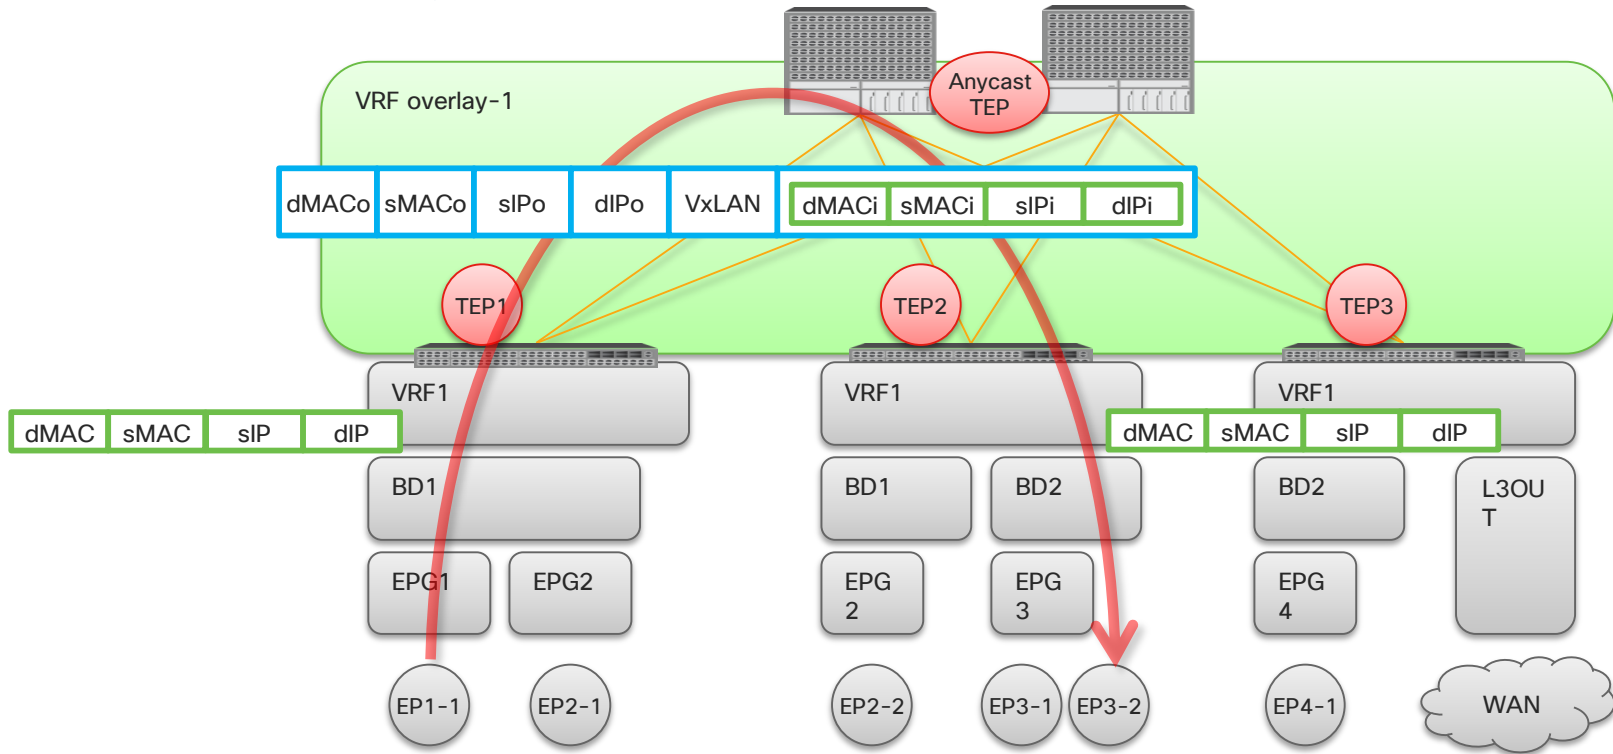 Anycast
TEP
VRF overlay-1
dMACo sMACo sIPo dIPo VxLAN dMACi sMACi sIPi dIPi
TEP1
TEP2
TEP3
VRF1
VRF1
VRF1
dMAC sMAC sIP dIP
dMAC sMAC sIP dIP
BD1
BD1
BD2
BD2
L3OU
T
EPG1
EPG2
EPG
2
EPG
3
EPG
4
EP1-1
EP2-1
EP2-2
EP3-1
EP3-2
EP4-1
WAN